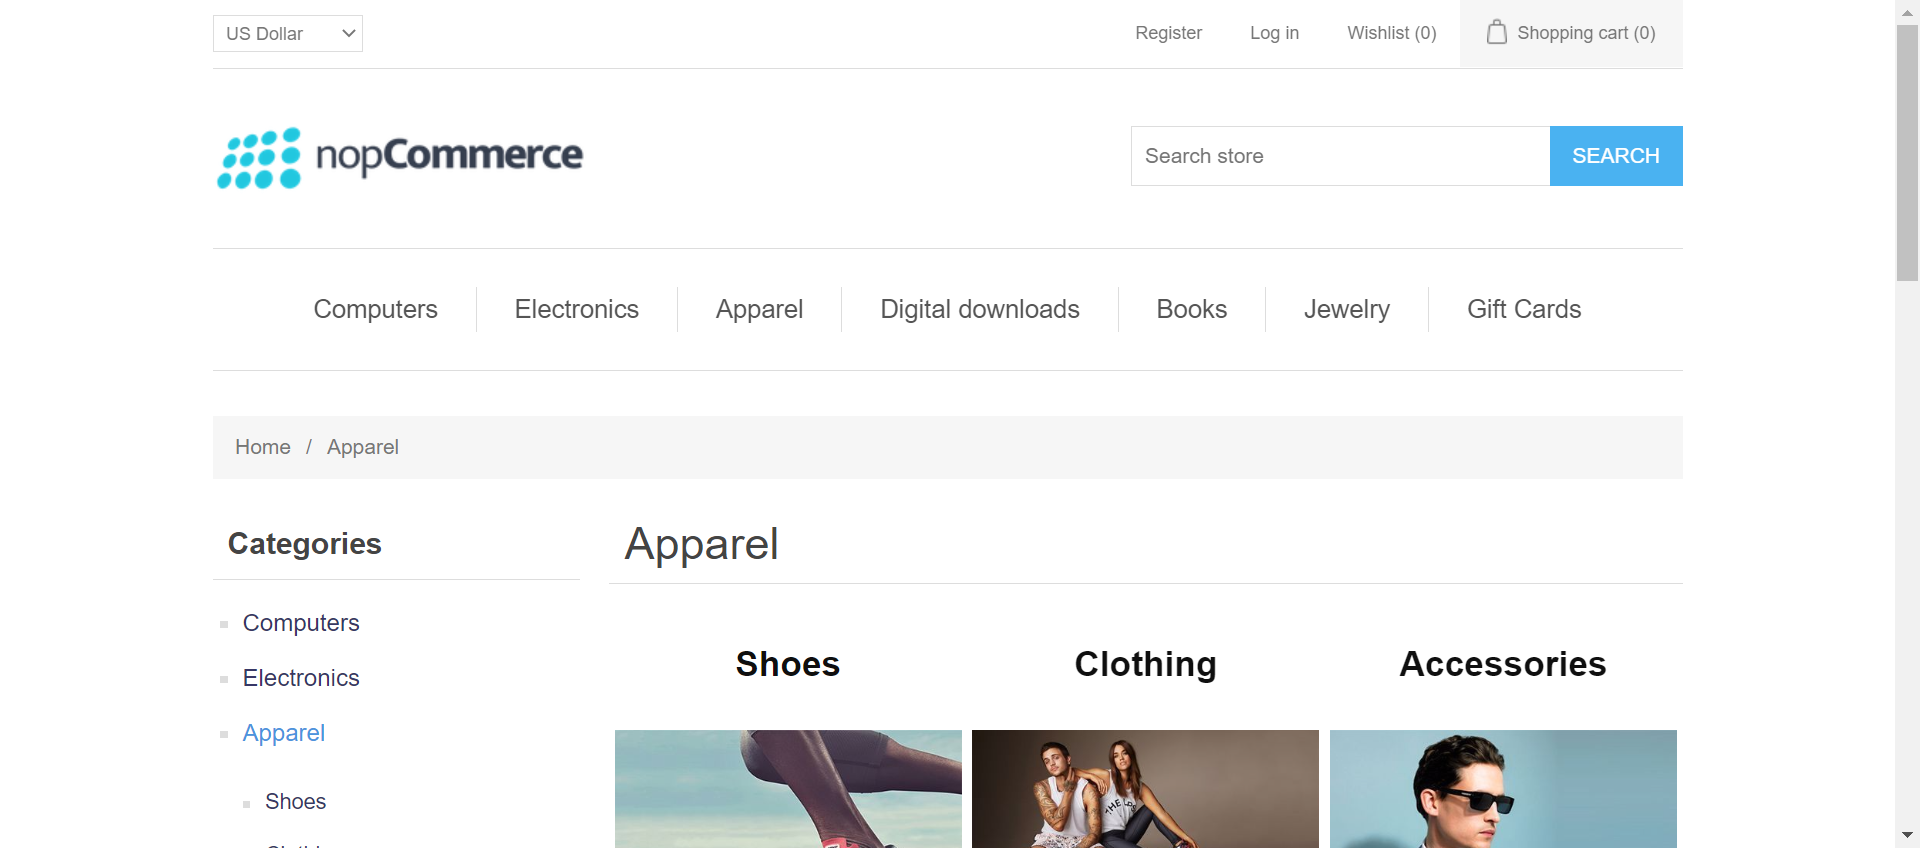 US Dollar
Register
Log in
Wishlist (0)
Shopping cart (0)
nopCommerce
Search store
SEARCH
Computers
Electronics
Apparel
Digital downloads
Books
Jewelry
Gift Cards
Home / Apparel
Categories
Computers
Electronics
Apparel
Shoes
Apparel
Shoes
Clothing
Accessories